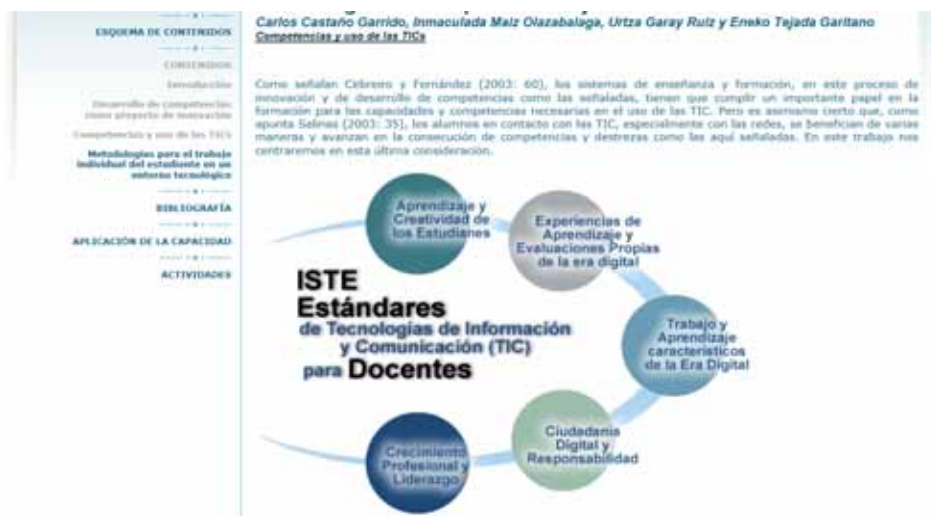 ESQUEMA DE CONTENIDOS
CONTENIDOS
Introducción
Desarrollo de competencias
como proyecto de innovación
Competencias y uso de las TICs
Metodologías para el trabajo
individual del estudiante en un
entorno tecnológico
BIBLIOGRAFÍA
APLICACIÓN DE LA CAPACIDAD
ACTIVIDADES
Carlos Castaño Garrido, Inmaculada Maiz Olazabalaga, Urtza Garay Ruiz y Eneko Tejada Garitano
Competencias y uso de las TICs
Como señalan Cebreiro y Fernández (2003: 60), los sistemas de enseñanza y formación, en este proceso de
innovación y de desarrollo de competencias como las señaladas, tienen que cumplir un importante papel en la
formación para las capacidades y competencias necesarias en el uso de las TIC. Pero es asimismo cierto que, como
apunta Salinas (2003: 35), los alumnos en contacto con las TIC, especialmente con las redes, se benefician de varias
maneras y avanzan en la consecución de competencias y destrezas como las aquí señaladas. En este trabajo nos
centraremos en esta última consideración.
Aprendizaje y
Creatividad de
los Estudianes
Experiencias de
Aprendizaje y
Evaluaciones Propias
de la era digital
ISTE
Estándares
de Tecnologías de Información
y Comunicación (TIC)
para Docentes
Trabajo y
Aprendizaje
característicos
de la Era Digital
Ciudadanía
Digital y
Responsabilidad
Crecimiento
Profesional y
Liderazgo